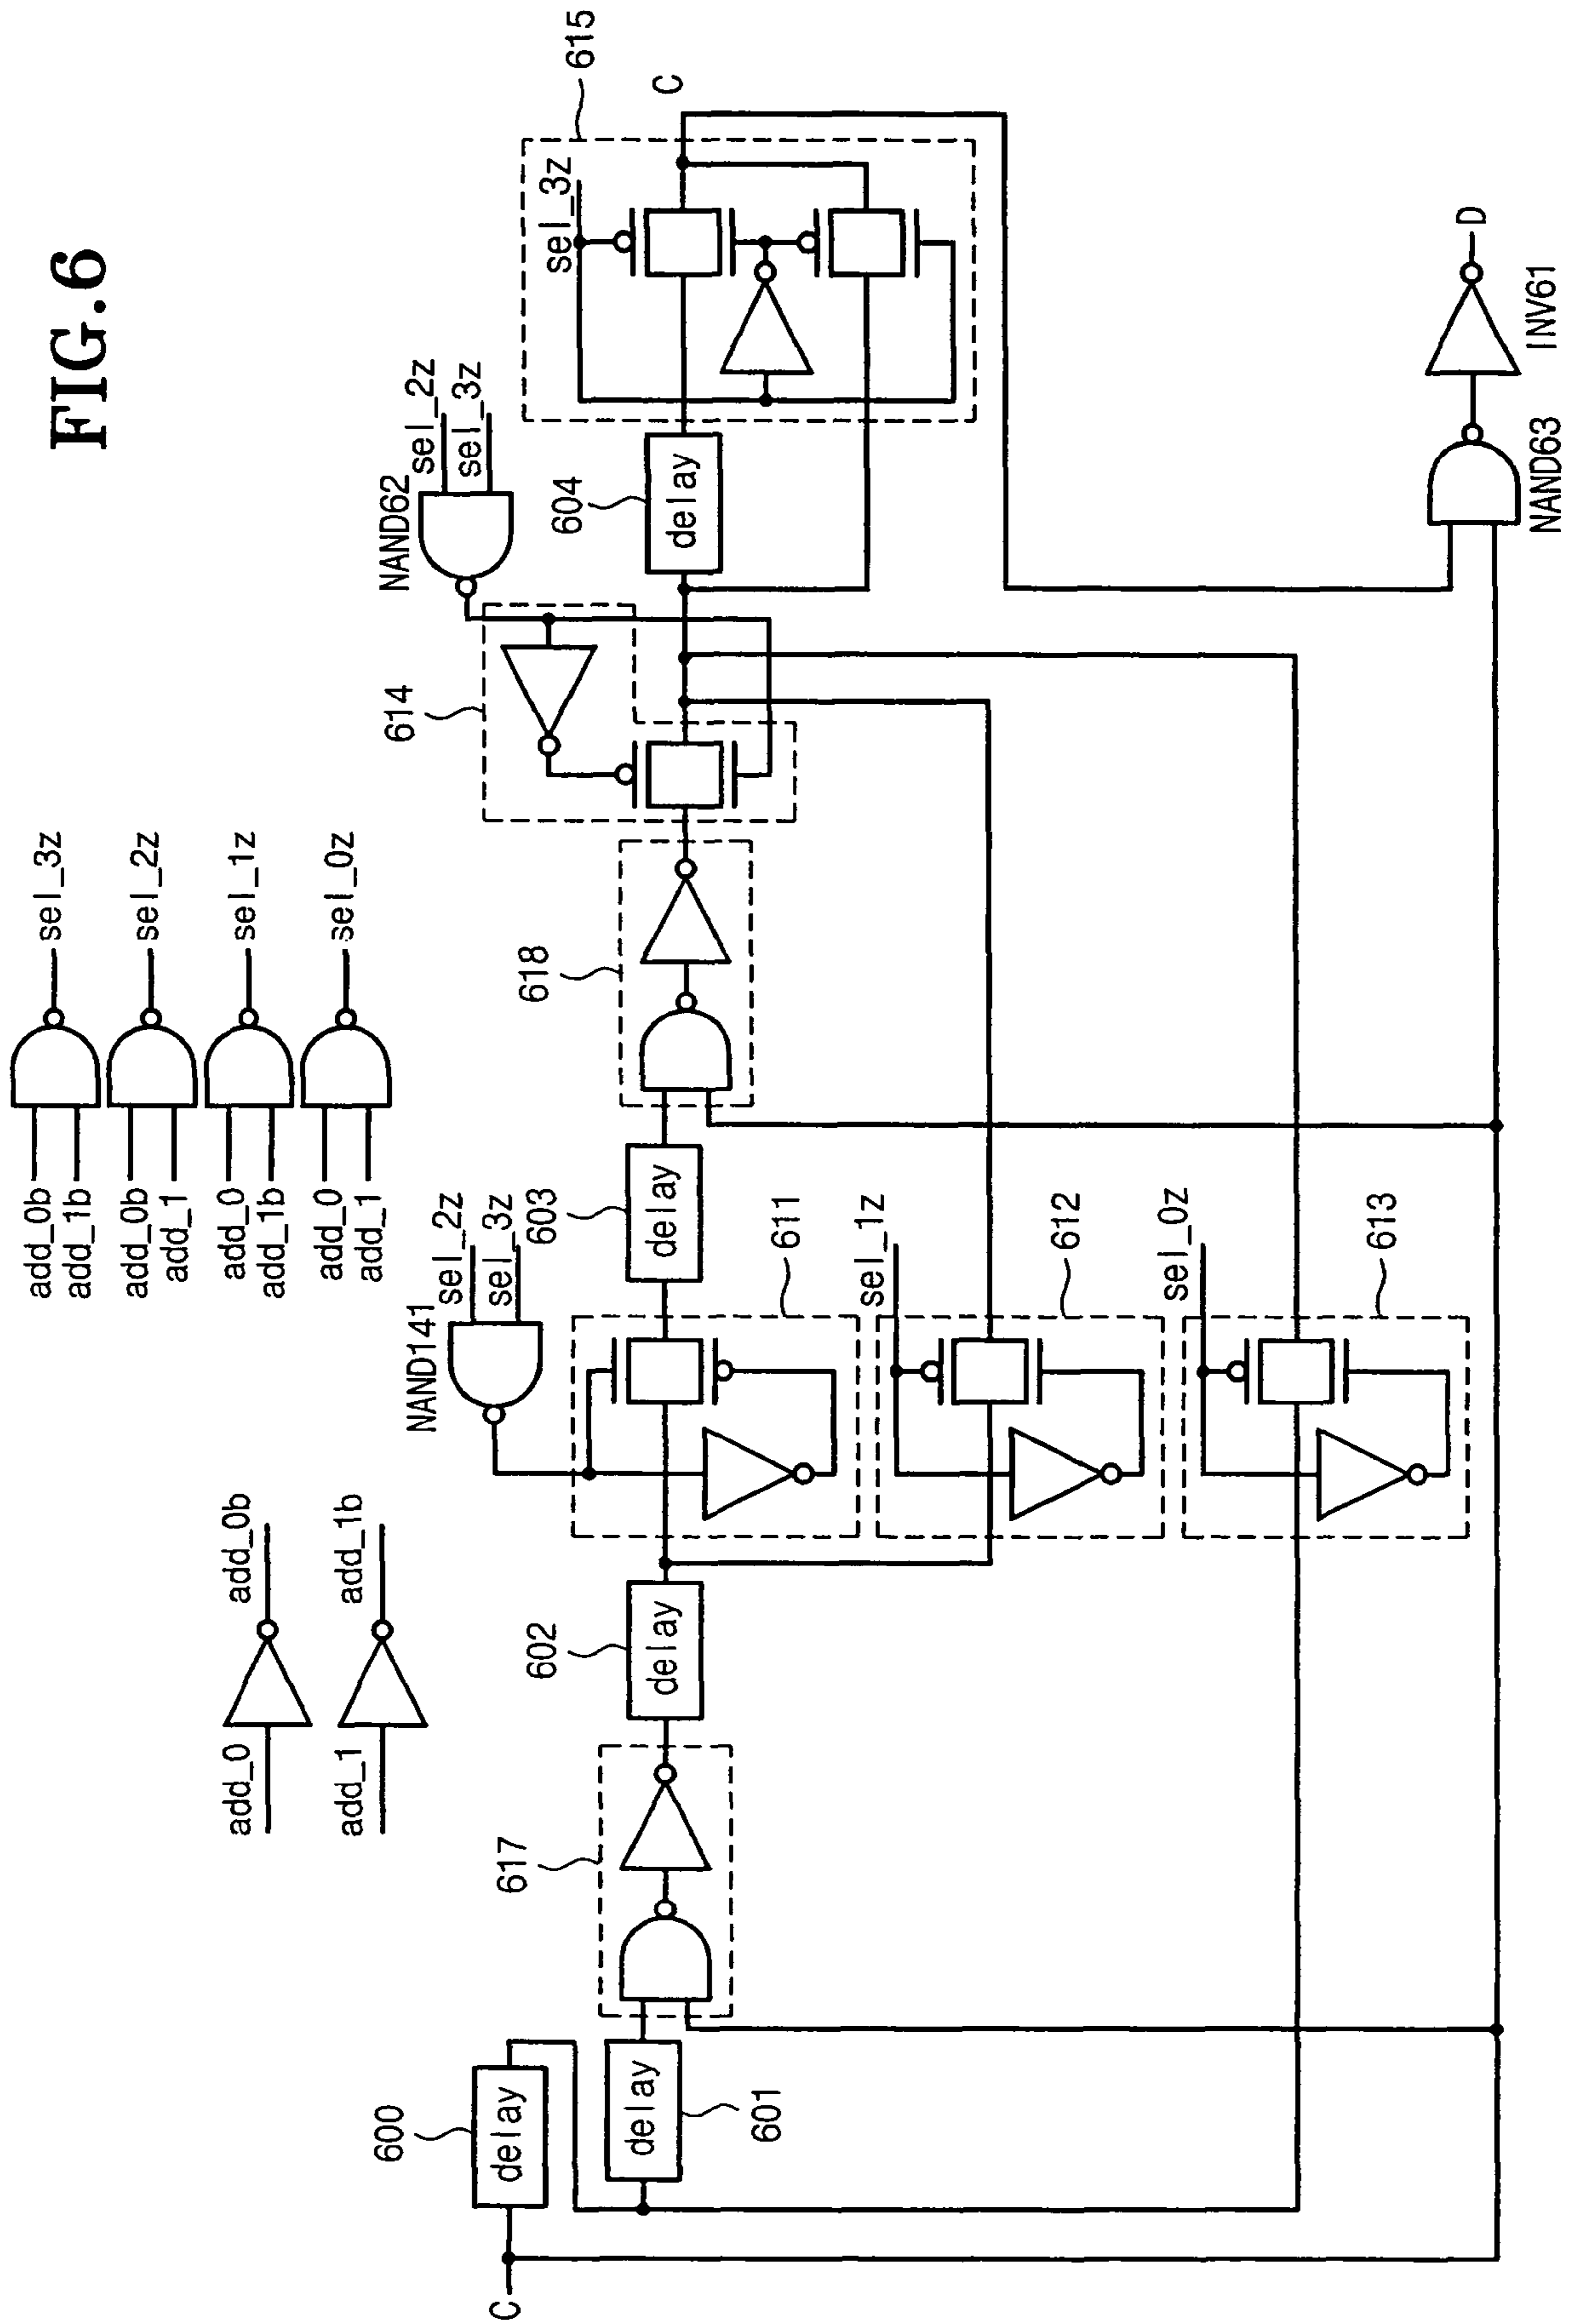 FIG.6
add_0
add_0b
add_1
add_1b
add_0b
add_1b
sel_3z
add_0b
add_1
sel_2z
add_0
add_1b
sel_1z
add_0
add_1
sel_0z
C
600
delay
delay
601
617
602
delay
NAND141
sel_2z
sel_3z
603
delay
611
sel_1z
612
sel_0z
613
618
614
NAND62
sel_2z
sel_3z
604
delay
615
sel_3z
C
NAND63
INV61
D